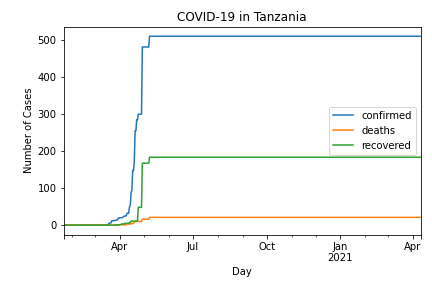 COVID-19 in Tanzania
Number of Cases
500
400
300
200
100
0
confirmed
deaths
recovered
Apr
Jul
Oct
Jan
2021
Apr
Day